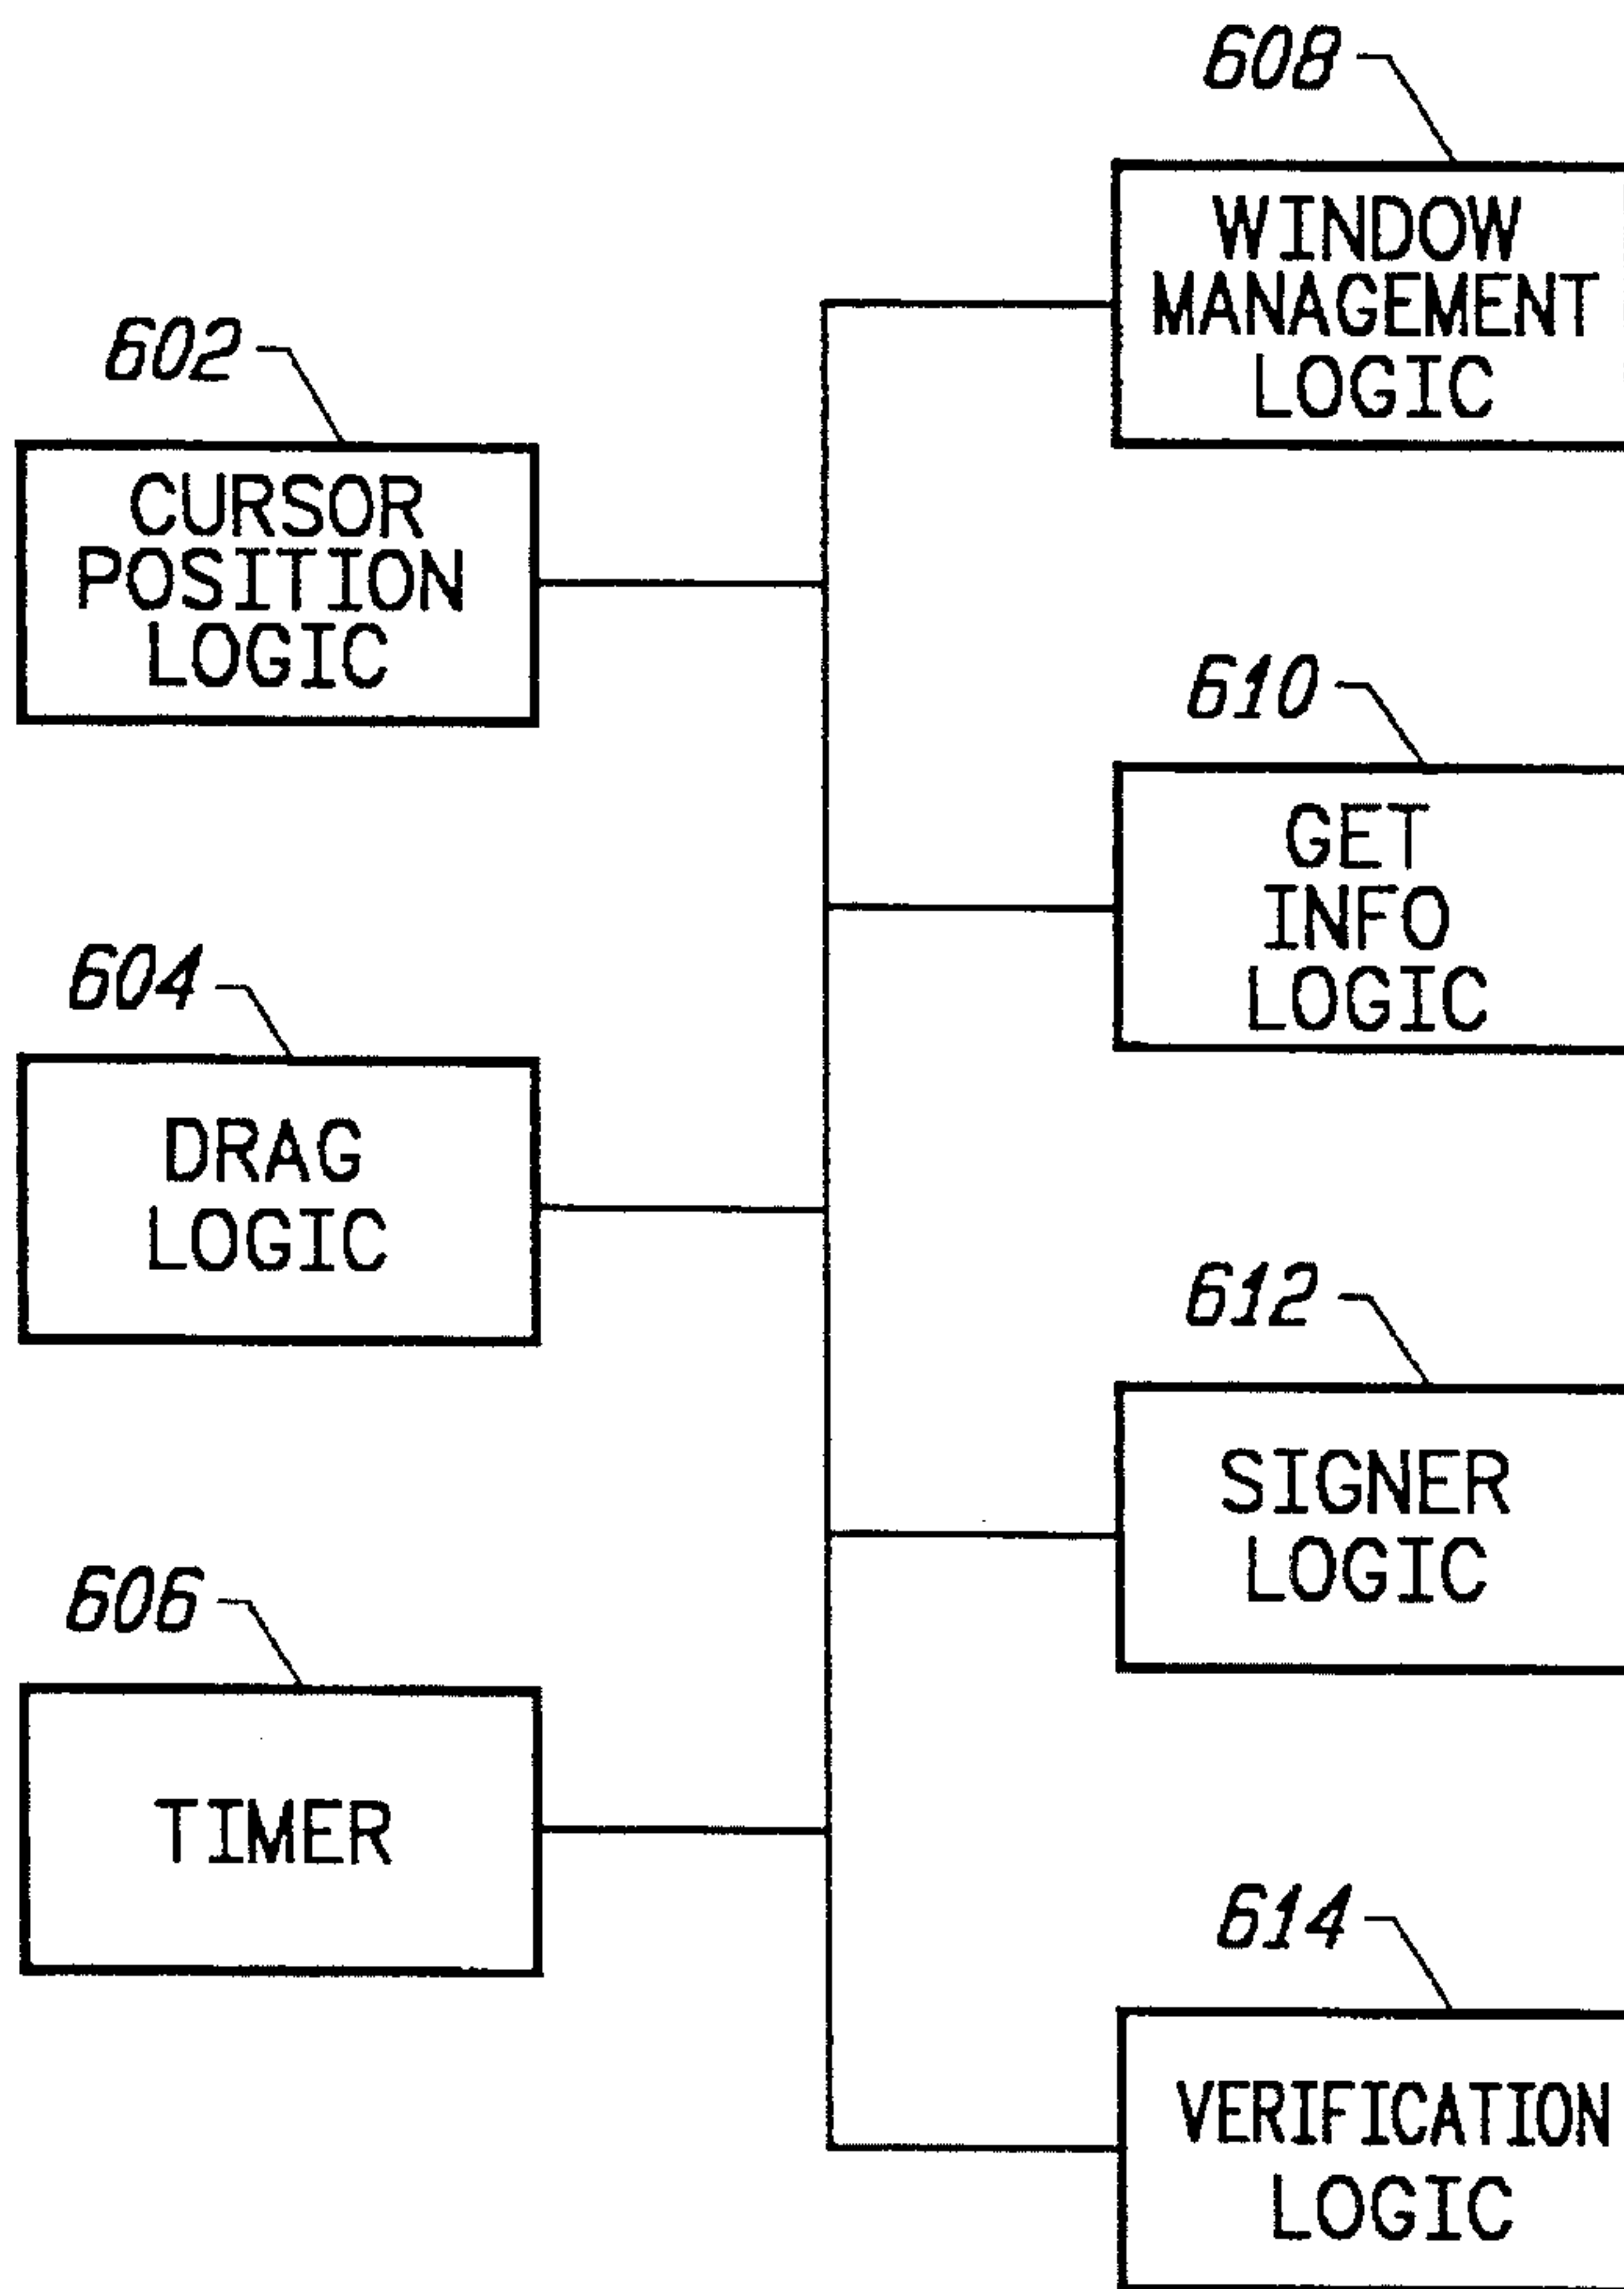 602
CURSOR
POSITION
LOGIC
604
DRAG
LOGIC
606
TIMER
608
WINDOW
MANAGEMENT
LOGIC
610
GET
INFO
LOGIC
612
SIGNER
LOGIC
614
VERIFICATION
LOGIC